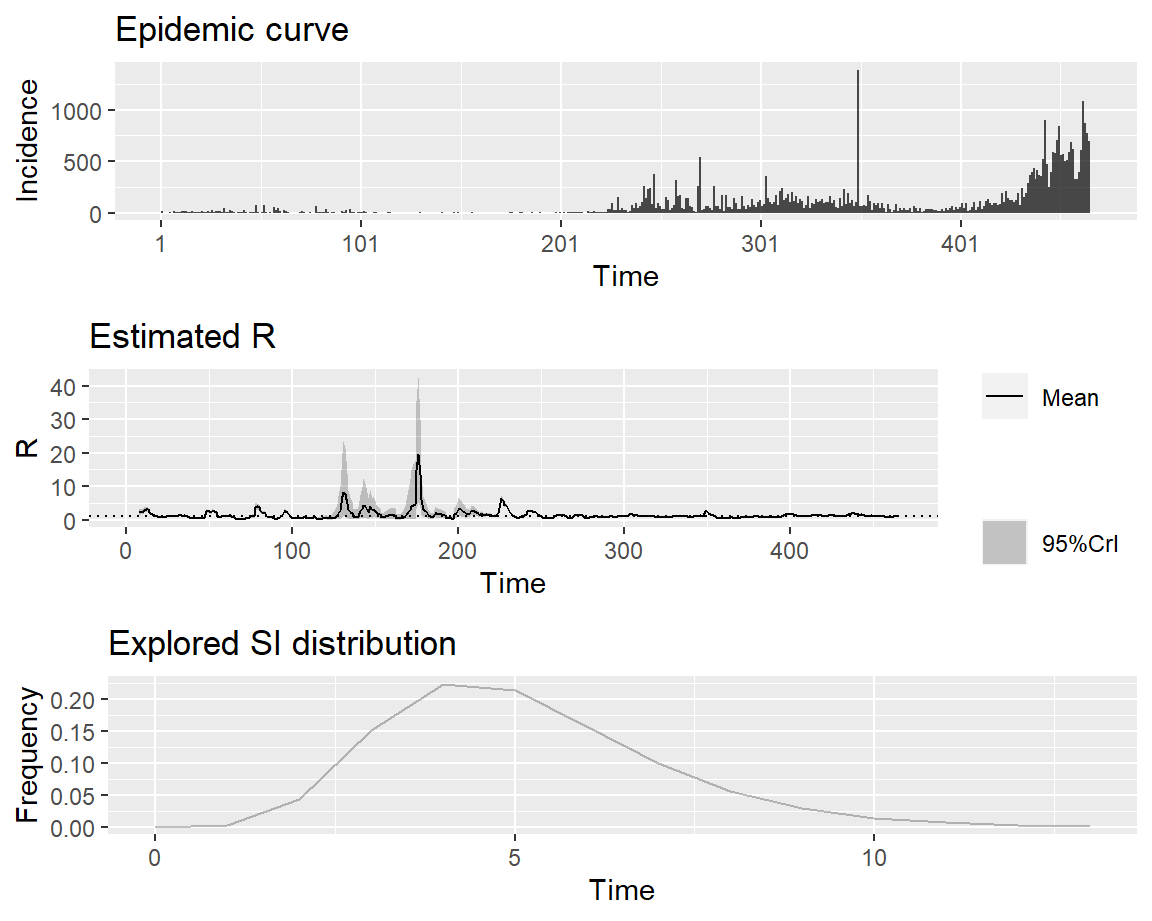 Epidemic curve
Incidence
1000
500
0
1 101 201 301 401
Time
Estimated R
R
40
30
20
10
0
0 100 200 300 400
Time
Mean
95%CrI
Explored SI distribution
Frequency
0.20
0.15
0.10
0.05
0.00
0 5 10
Time